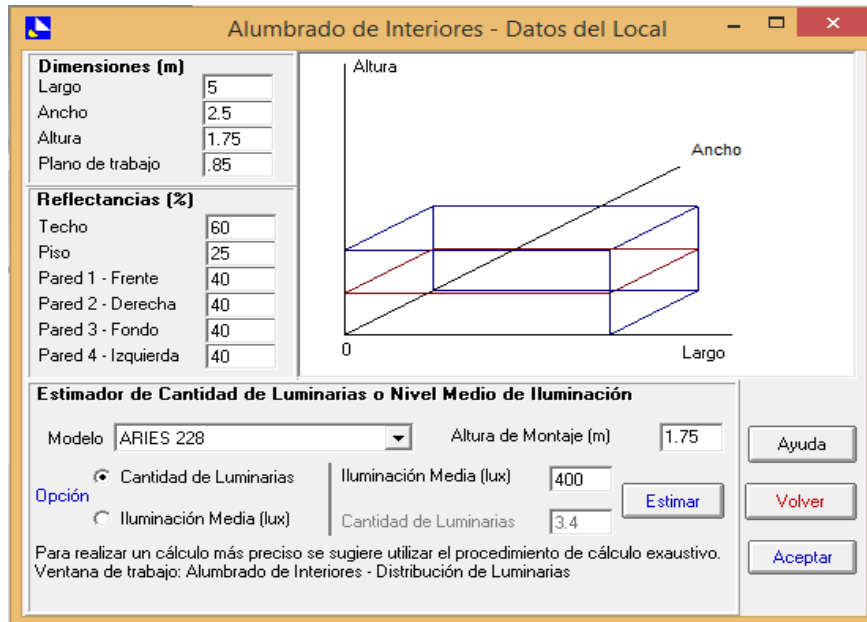 Alumbrado de Interiores - Datos del Local
Dimensiones (m)
Largo 5
Ancho 2.5
Altura 1.75
Plano de trabajo .85
Reflectancias (%)
Techo 60
Piso 25
Pared 1 - Frente 40
Pared 2 - Derecha 40
Pared 3 - Fondo 40
Pared 4 - Izquierda 40
Altura
Ancho
0
Largo
Estimador de Cantidad de Luminarias o Nivel Medio de Iluminación
Modelo ARIES 228 Altura de Montaje (m) 1.75
Opción
Cantidad de Luminarias
Iluminación Media (lux)
Iluminación Media (lux) 400
Cantidad de Luminarias 3.4
Estimar
Para realizar un cálculo más preciso se sugiere utilizar el procedimiento de cálculo exaustivo.
Ventana de trabajo: Alumbrado de Interiores - Distribución de Luminarias
Ayuda
Volver
Aceptar